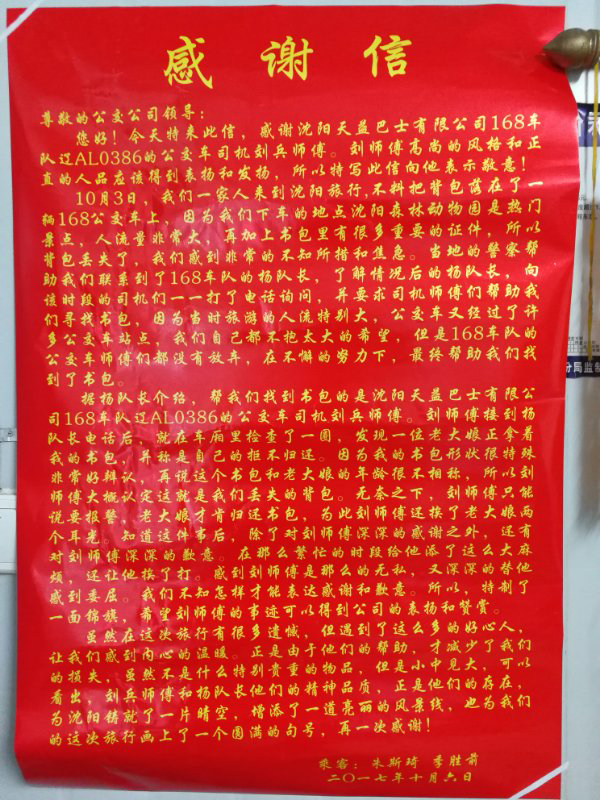 感谢信
尊敬的公交公司领导：
您好！今天特来此信，感谢沈阳天益巴士有限公司168车
队辽AL0386的公交车司机刘兵师傅。刘师傅高尚的风格和正
直的人品应该得到表扬和发扬，所以特写此信向他表示敬意！
10月3日，我们一家人来到沈阳旅行,不料把背包落在了一
辆168公交车上，因为我们下车的地点沈阳森林动物园是热门
景点，人流量非常大，再加上书包里有很多重要的证件，所以
背包丢失了，我们感到非常的不知所措和焦急。当地的警察帮
助我们联系到了168车队的杨队长，了解情况后的杨队长，向
该时段的司机们一一打了电话询问，并要求司机师傅们帮助我
们寻找书包，因为当时旅游的人流特别大，公交车又经过了许
多公交车站点，我们自己都不抱太大的希望，但是168车队的
公交车师傅们都没有放弃，在不懈的努力下，最终帮助我们找
到了书包。
据杨队长介绍，帮我们找到书包的是沈阳天益巴士有限公
司168车队辽AL0386的公交车司机刘兵师傅。刘师傅接到杨
队长电话后，就在车厢里检查了一圈，发现一位老大娘正拿着
我的书包，并称是自己的拒不归还。因为我的书包形状很特殊
非常好辩认，再说这个书包和老大娘的年龄很不相称，所以刘
师傅大概认定这就是我们丢失的背包。无奈之下，刘师傅只能
说要报警，老大娘才肯归还书包，为此刘师傅还挨了老大娘两
个耳光。知道这件事后，除了对刘师傅深深的感谢之外，还有
对刘师傅深深的歉意。在那么繁忙的时段给他添了这么大麻
烦，还让他挨了打。感到刘师傅是那么的无私，又深深的替他
感到委屈。我们不知怎样才能表达感谢和歉意。所以，特制了
一面锦旗，希望刘师傅的事迹可以得到公司的表扬和赞赏。
虽然在这次旅行有很多遗憾，但遇到了这么多的好心人，
让我们感到内心的温暖。正是由于他们的帮助，才减少了我们
的损失，虽然不是什么特别贵重的物品，但是小中见大，可以
看出，刘兵师傅和杨队长他们的精神品质，正是他们的存在，
为沈阳铸就了一片晴空，增添了一道亮丽的风景线，也为我们
的这次旅行画上了一个圆满的句号，再一次感谢！
乘客：朱斯琦 季胜前
二〇一七年十月六日
分局监制